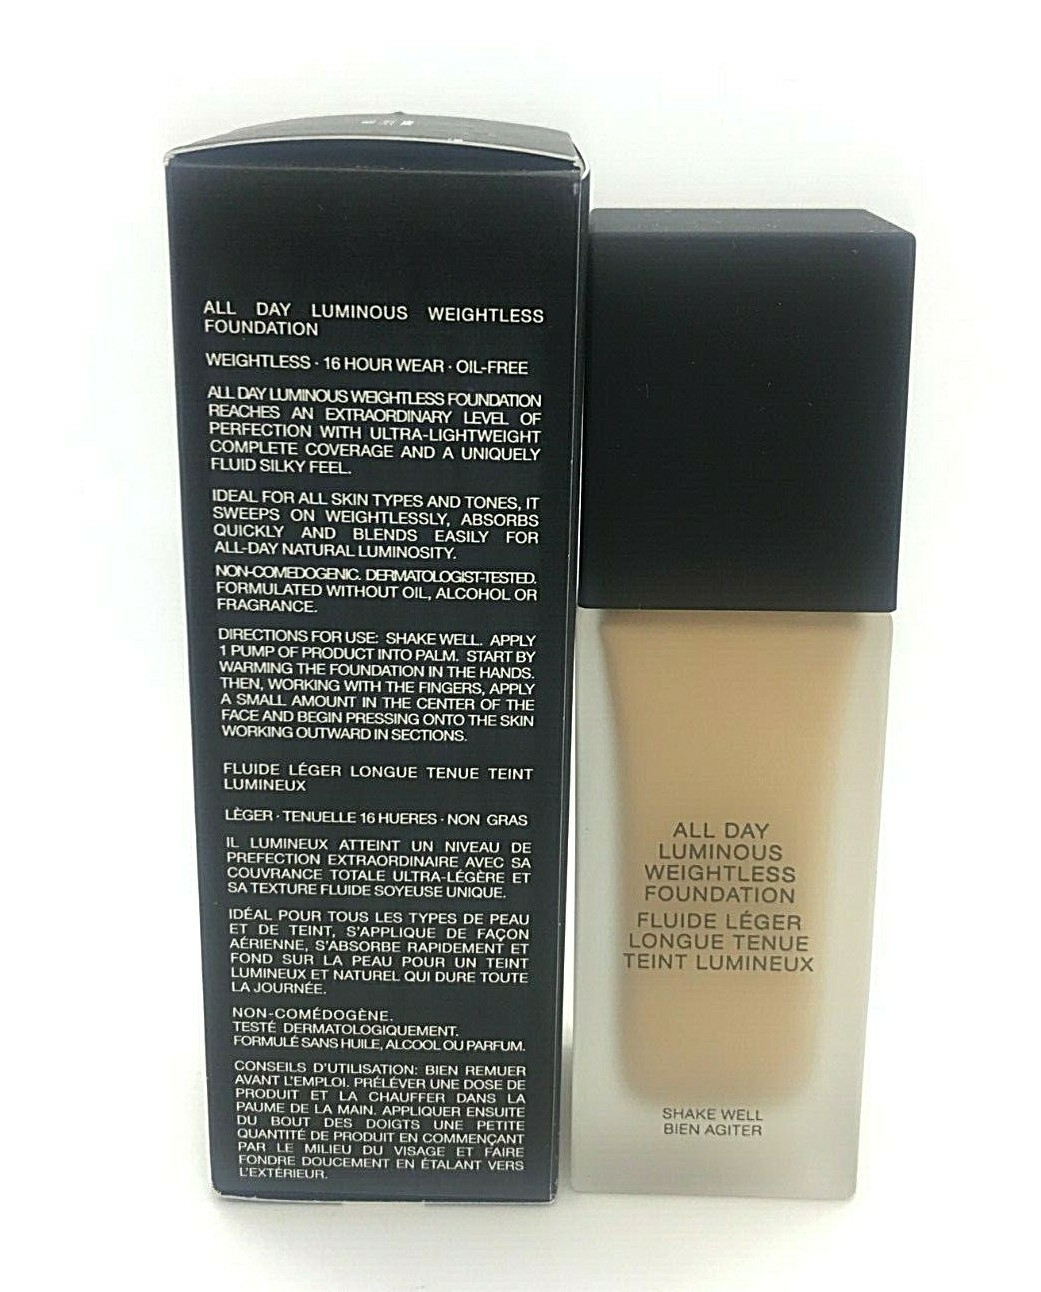 ALL DAY LUMINOUS WEIGHTLESS
FOUNDATION
WEIGHTLESS · 16 HOUR WEAR · OIL-FREE
ALL DAY LUMINOUS WEIGHTLESS FOUNDATION
REACHES AN EXTRAORDINARY LEVEL OF
PERFECTION WITH ULTRA-LIGHTWEIGHT
COMPLETE COVERAGE AND A UNIQUELY
FLUID SILKY FEEL.
IDEAL FOR ALL SKIN TYPES AND TONES, IT
SWEEPS ON WEIGHTLESSLY, ABSORBS
QUICKLY AND BLENDS EASILY FOR
ALL-DAY NATURAL LUMINOSITY.
NON-COMEDOGENIC. DERMATOLOGIST-TESTED.
FORMULATED WITHOUT OIL, ALCOHOL OR
FRAGRANCE.
DIRECTIONS FOR USE: SHAKE WELL. APPLY
1 PUMP OF PRODUCT INTO PALM. START BY
WARMING THE FOUNDATION IN THE HANDS.
THEN, WORKING WITH THE FINGERS, APPLY
A SMALL AMOUNT IN THE CENTER OF THE
FACE AND BEGIN PRESSING ONTO THE SKIN
WORKING OUTWARD IN SECTIONS.
FLUIDE LÉGER LONGUE TENUE TEINT
LUMINEUX
LÈGER · TENUELLE 16 HUERES · NON GRAS
IL LUMINEUX ATTEINT UN NIVEAU DE
PREFECTION EXTRAORDINAIRE AVEC SA
COUVRANCE TOTALE ULTRA-LÉGÈRE ET
SA TEXTURE FLUIDE SOYEUSE UNIQUE.
IDÉAL POUR TOUS LES TYPES DE PEAU
ET DE TEINT, S'APPLIQUE DE FAÇON
AÉRIENNE, S'ABSORBE RAPIDEMENT ET
FOND SUR LA PEAU POUR UN TEINT
LUMINEUX ET NATUREL QUI DURE TOUTE
LA JOURNÉE.
NON-COMÉDOGÈNE.
TESTÉ DERMATOLOGIQUEMENT.
FORMULÉ SANS HUILE, ALCOOL OU PARFUM.
CONSEILS D'UTILISATION: BIEN REMUER
AVANT L'EMPLOI. PRÉLÉVER UNE DOSE DE
PRODUIT ET LA CHAUFFER DANS LA
PAUME DE LA MAIN. APPLIQUER ENSUITE
DU BOUT DES DOIGTS UNE PETITE
QUANTITÉ DE PRODUIT EN COMMENÇANT
PAR LE MILIEU DU VISAGE ET FAIRE
FONDRE DOUCEMENT EN ÉTALANT VERS
L'EXTÉRIEUR.
ALL DAY
LUMINOUS
WEIGHTLESS
FOUNDATION
FLUIDE LÉGER
LONGUE TENUE
TEINT LUMINEUX
SHAKE WELL
BIEN AGITER